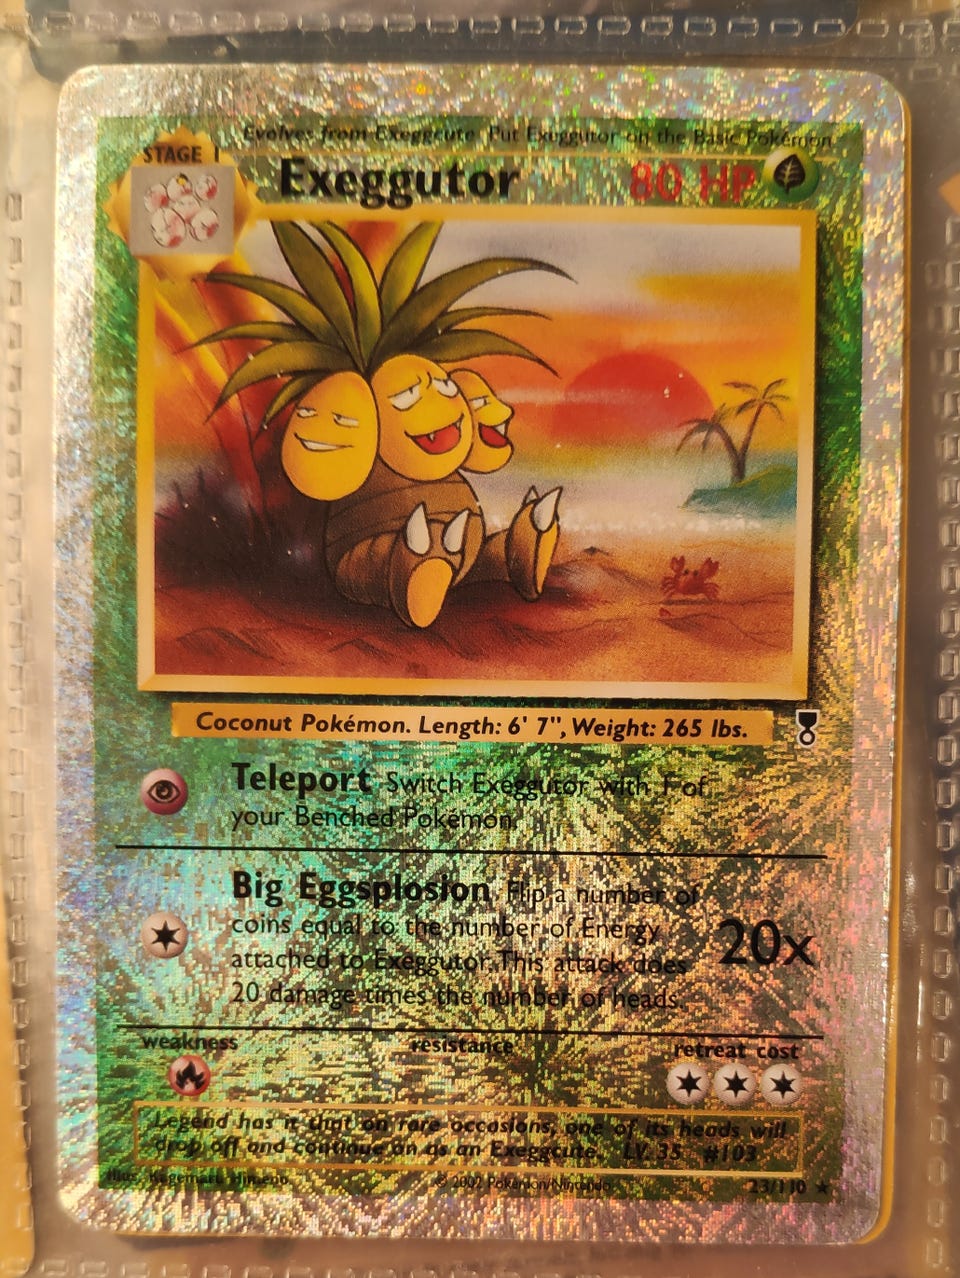 Evolves from Exeggcute Put Exeggutor on the Basic Pokémon
STAGE 1
Exeggutor 80 HP
Coconut Pokémon. Length: 6' 7", Weight: 265 lbs.
Teleport Switch Exeggutor with 1 of
your Benched Pokémon.
Big Eggsplosion Flip a number of
coins equal to the number of Energy
attached to Exeggutor. This attack does
20 damage times the number of heads.
20x
weakness resistance retreat cost
Legend has it that on rare occasions, one of its heads will
drop off and continue on as an Exeggcute. LV. 35 #103
Illus. Kagemaru Himeno © 2002 Pokémon/Nintendo 23/110 ★